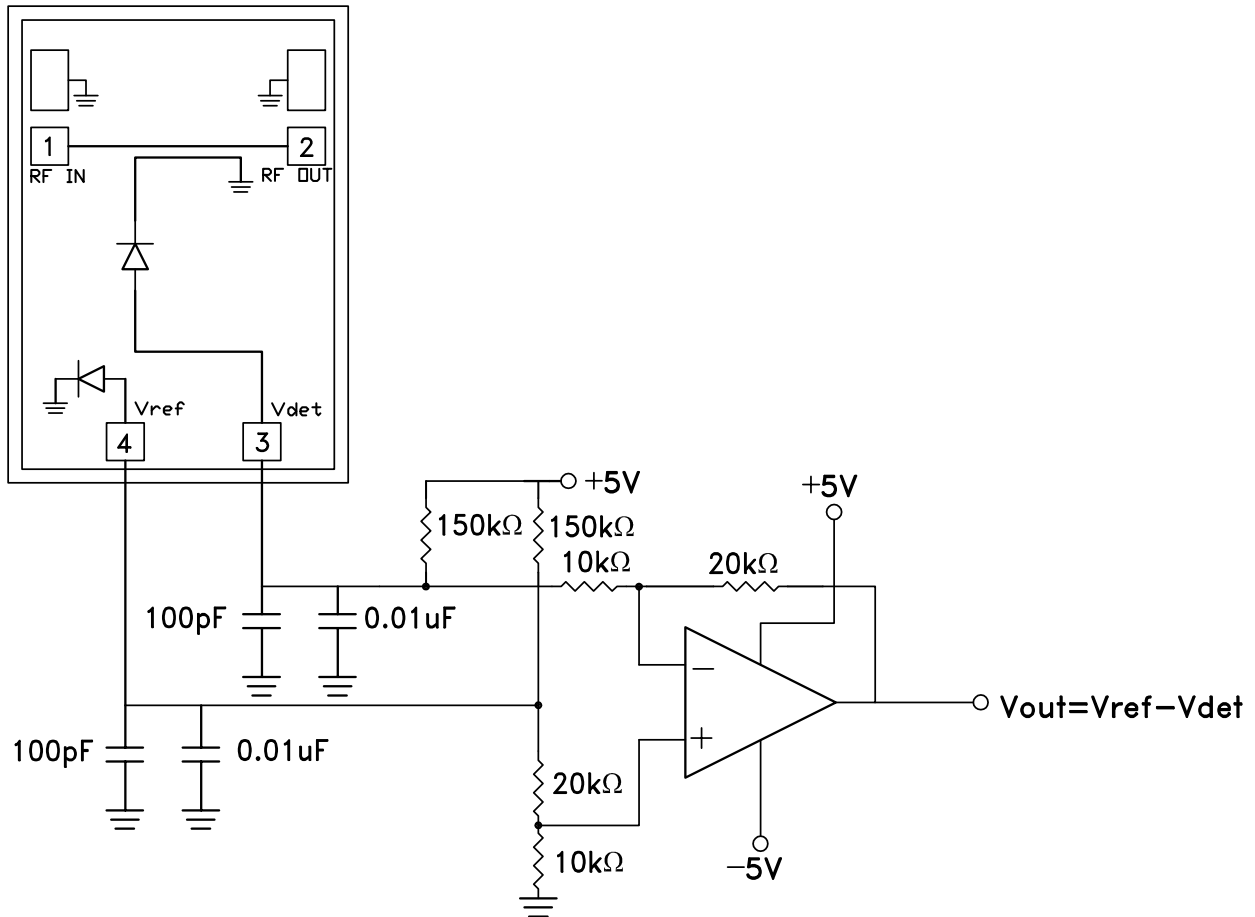 1
2
RF IN
RF OUT
Vref
Vdet
4
3
+5V
+5V
150kΩ
150kΩ
10kΩ
20kΩ
100pF
0.01uF
−
Vout=Vref−Vdet
100pF
0.01uF
+
20kΩ
10kΩ
−5V